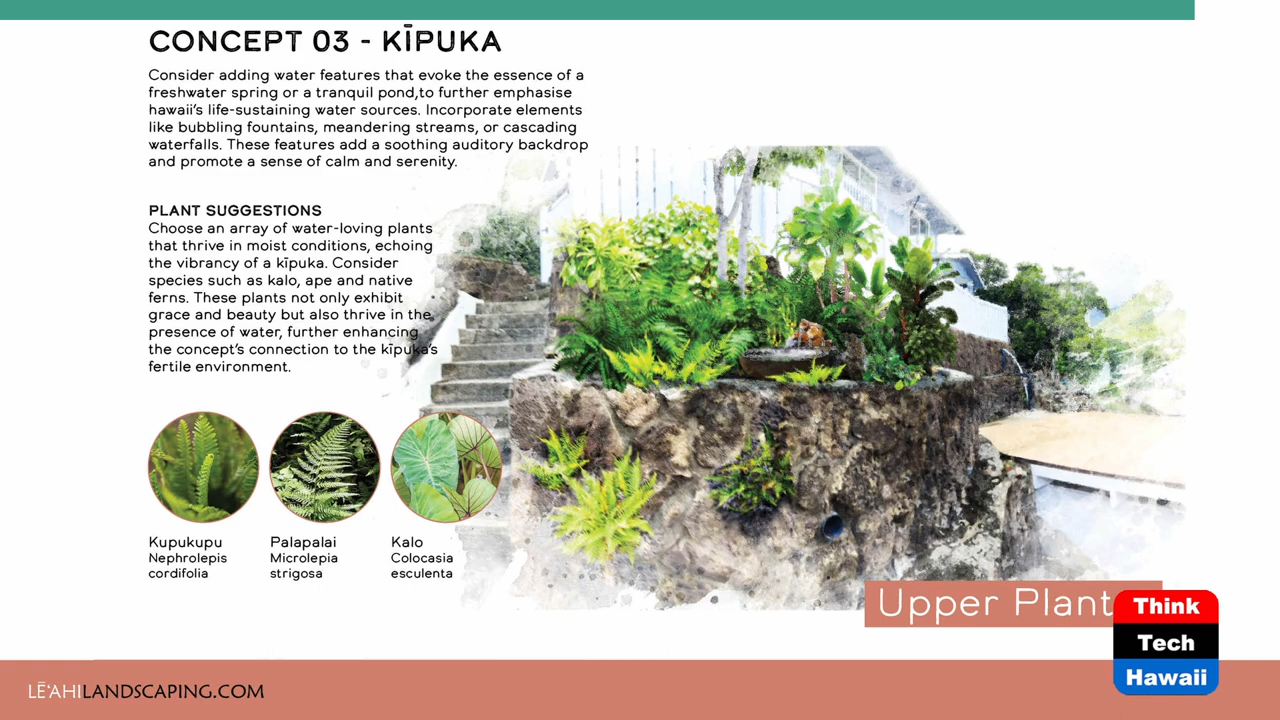 CONCEPT 03 - KĪPUKA
Consider adding water features that evoke the essence of a
freshwater spring or a tranquil pond,to further emphasise
hawaii's life-sustaining water sources. Incorporate elements
like bubbling fountains, meandering streams, or cascading
waterfalls. These features add a soothing auditory backdrop
and promote a sense of calm and serenity.
PLANT SUGGESTIONS
Choose an array of water-loving plants
that thrive in moist conditions, echoing
the vibrancy of a kīpuka. Consider
species such as kalo, ape and native
ferns. These plants not only exhibit
grace and beauty but also thrive in the
presence of water, further enhancing
the concept's connection to the kīpuka's
fertile environment.
Kupukupu
Nephrolepis
cordifolia
Palapalai
Microlepia
strigosa
Kalo
Colocasia
esculenta
Upper Plant
Think
Tech
Hawaii
LĒʻAHILANDSCAPING.COM